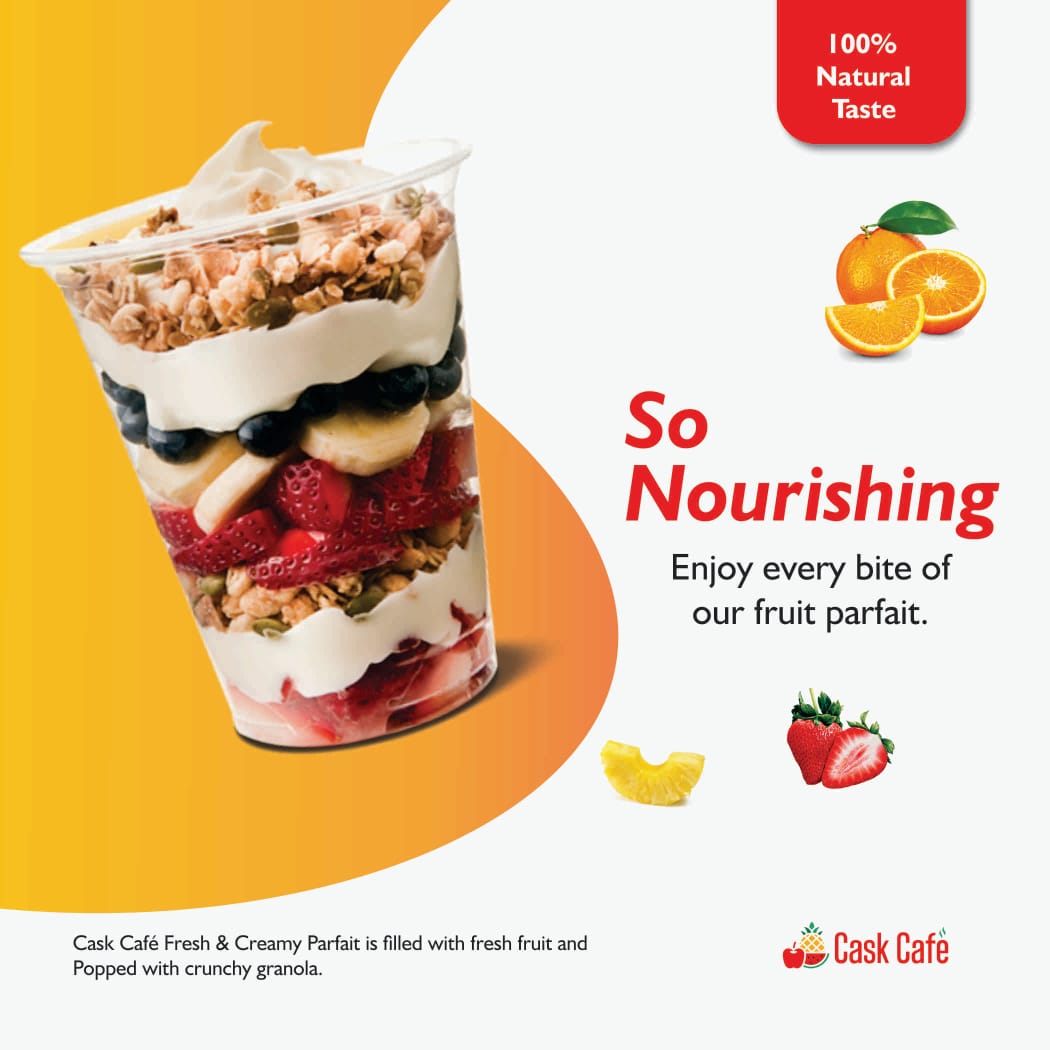 100%
Natural
Taste
So
Nourishing
Enjoy every bite of
our fruit parfait.
Cask Café Fresh & Creamy Parfait is filled with fresh fruit and
Popped with crunchy granola.
Cask Café